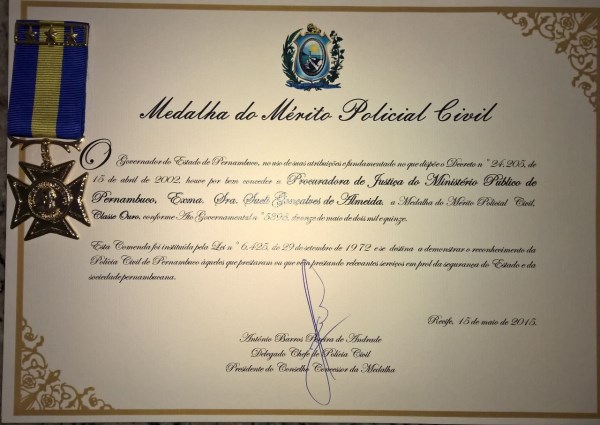 Medalha do Mérito Policial Civil
O Governador do Estado de Pernambuco, no uso de suas atribuições e fundamentado no que dispõe o Decreto nº 24.205, de
15 de abril de 2002, houve por bem conceder a Procuradora de Justiça do Ministério Público de
Pernambuco, Exma. Sra. Sueli Gonçalves de Almeida, a Medalha do Mérito Policial Civil,
Classe Ouro, conforme Ato Governamental nº 5398, de onze de maio de dois mil e quinze.
Esta Comenda foi instituída pela Lei nº 6.425, de 29 de setembro de 1972 e se destina a demonstrar o reconhecimento da
Polícia Civil de Pernambuco àqueles que prestaram ou que vêm prestando relevantes serviços em prol da segurança do Estado e da
sociedade pernambucana.
Recife, 15 de maio de 2015.
Antônio Barros Pereira de Andrade
Delegado Chefe de Polícia Civil
Presidente do Conselho Concessor da Medalha